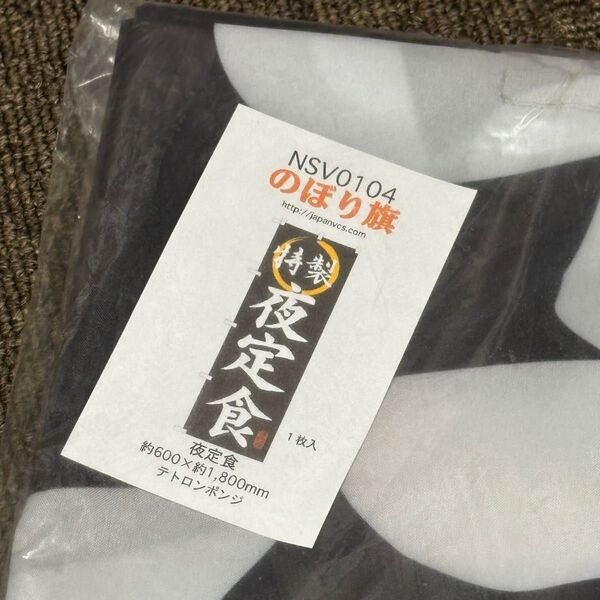 NSV0104
のぼり旗
http://japanvcs.com
特製
夜定食
1枚入
夜定食
約600×約1,800mm
テトロンポンジ